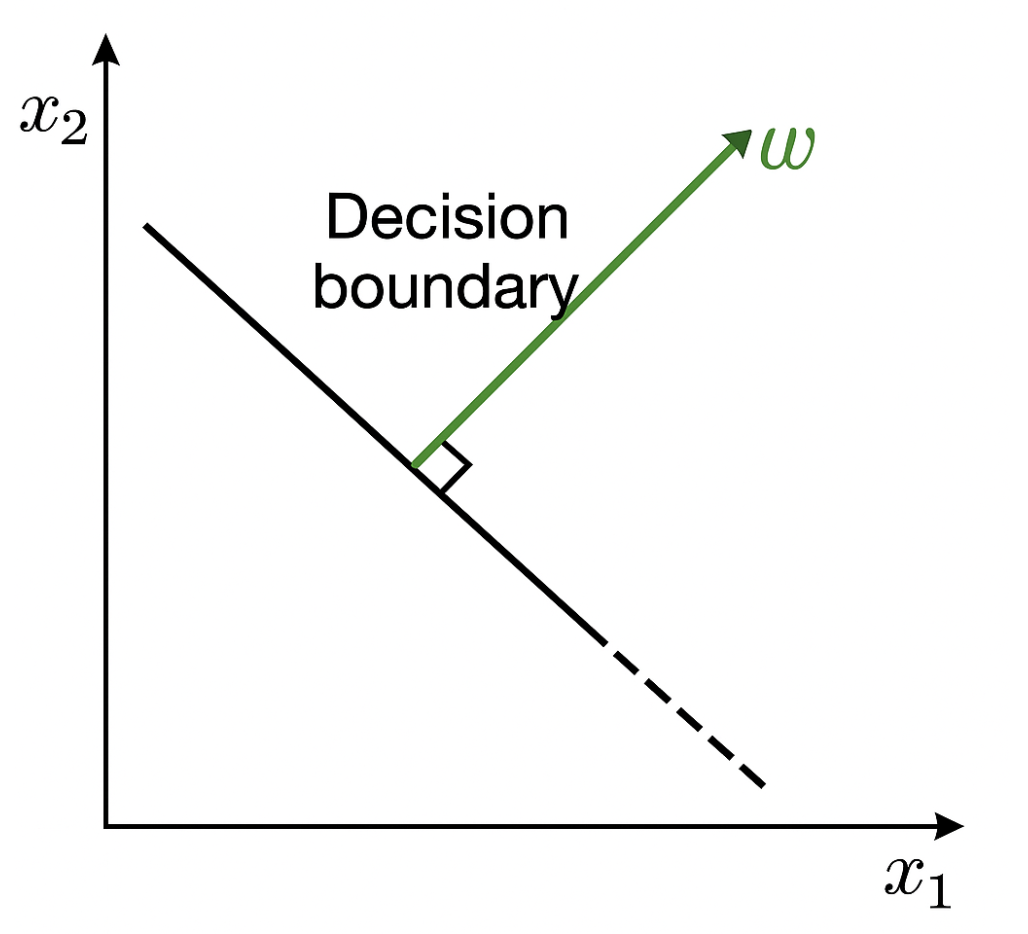 x₂
ω
Decision
boundary
x₁